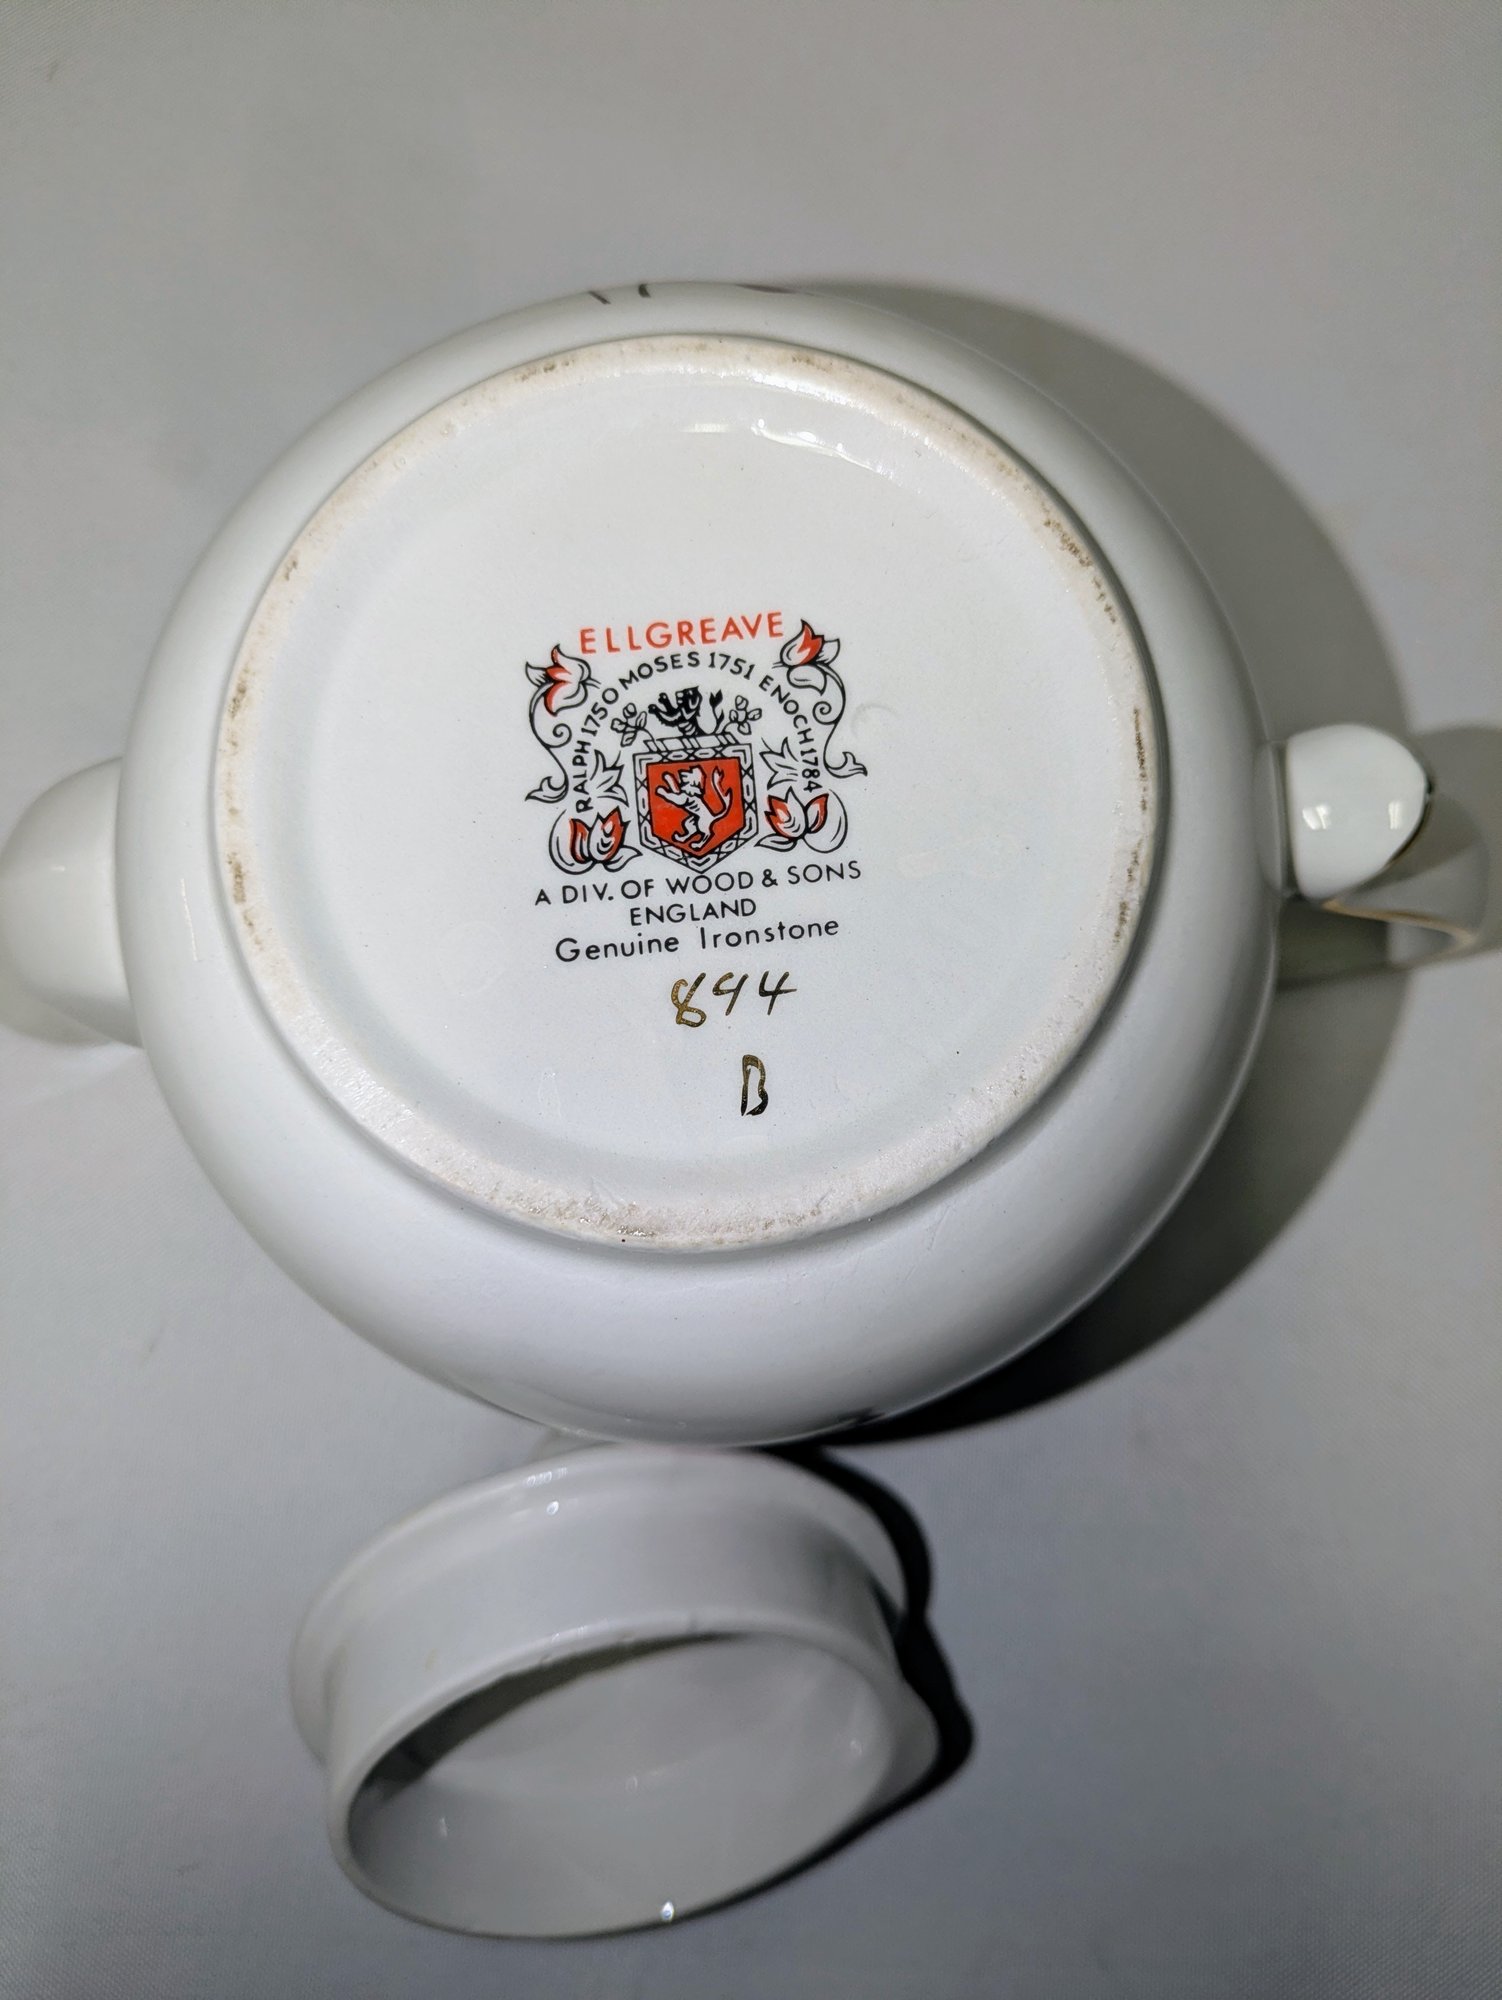 ELLGREAVE
RALPH 1750 MOSES 1751 ENOCH 1784
A DIV. OF WOOD & SONS
ENGLAND
Genuine Ironstone
844
B